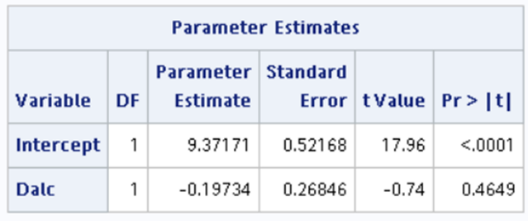 Parameter Estimates
Variable DF Parameter Estimate Standard Error t Value Pr > |t|
Intercept 1 9.37171 0.52168 17.96 <.0001
Dalc 1 -0.19734 0.26846 -0.74 0.4649